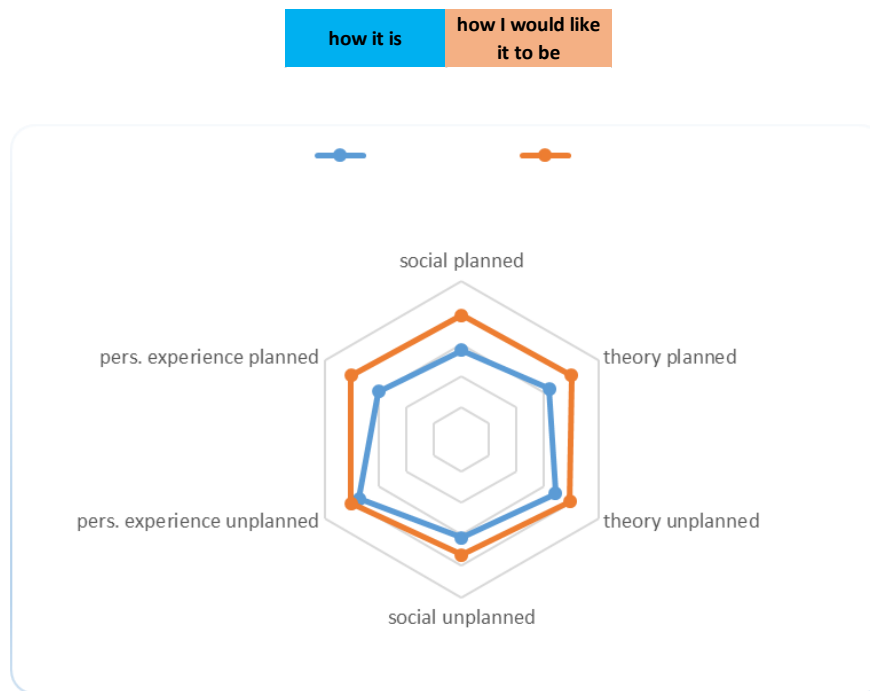 how it is
how I would like
it to be
social planned
pers. experience planned
theory planned
pers. experience unplanned
theory unplanned
social unplanned